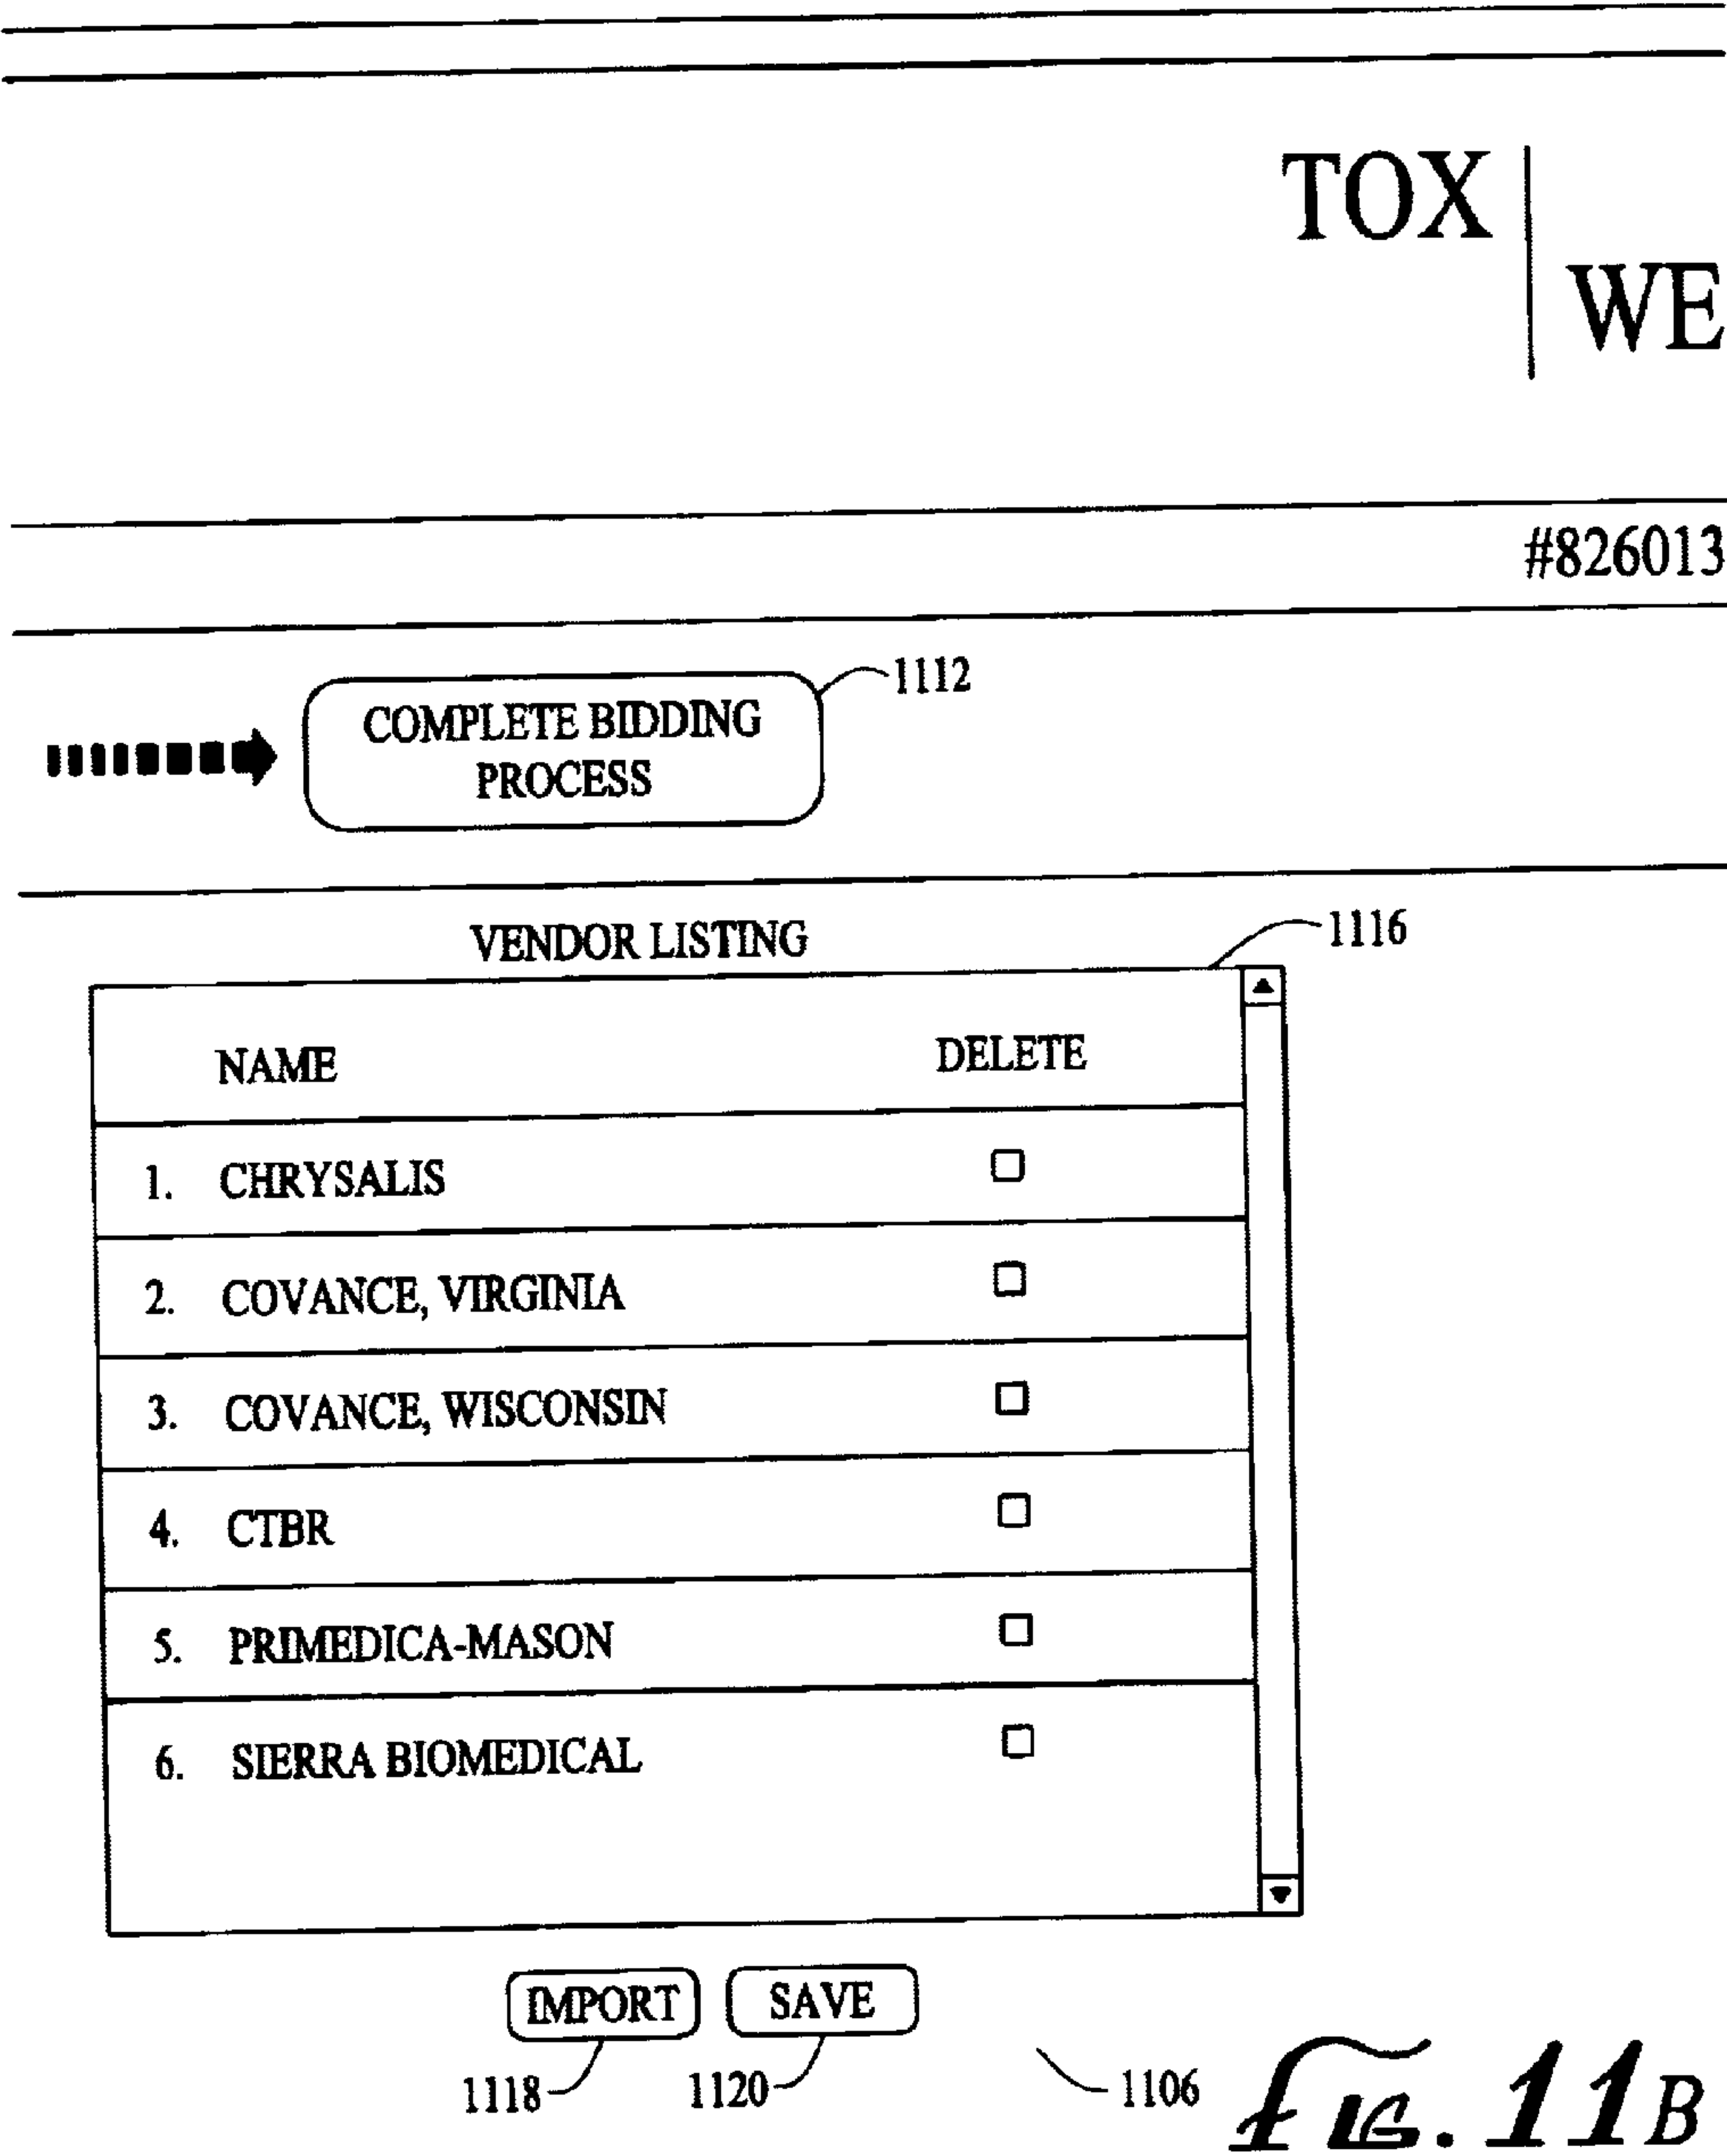 TOX
WE
#826013
1112
COMPLETE BIDDING
PROCESS
VENDOR LISTING
1116
NAME DELETE
1. CHRYSALIS
2. COVANCE, VIRGINIA
3. COVANCE, WISCONSIN
4. CTBR
5. PRIMEDICA-MASON
6. SIERRA BIOMEDICAL
IMPORT SAVE
1118 1120 1106
FIG. 11B